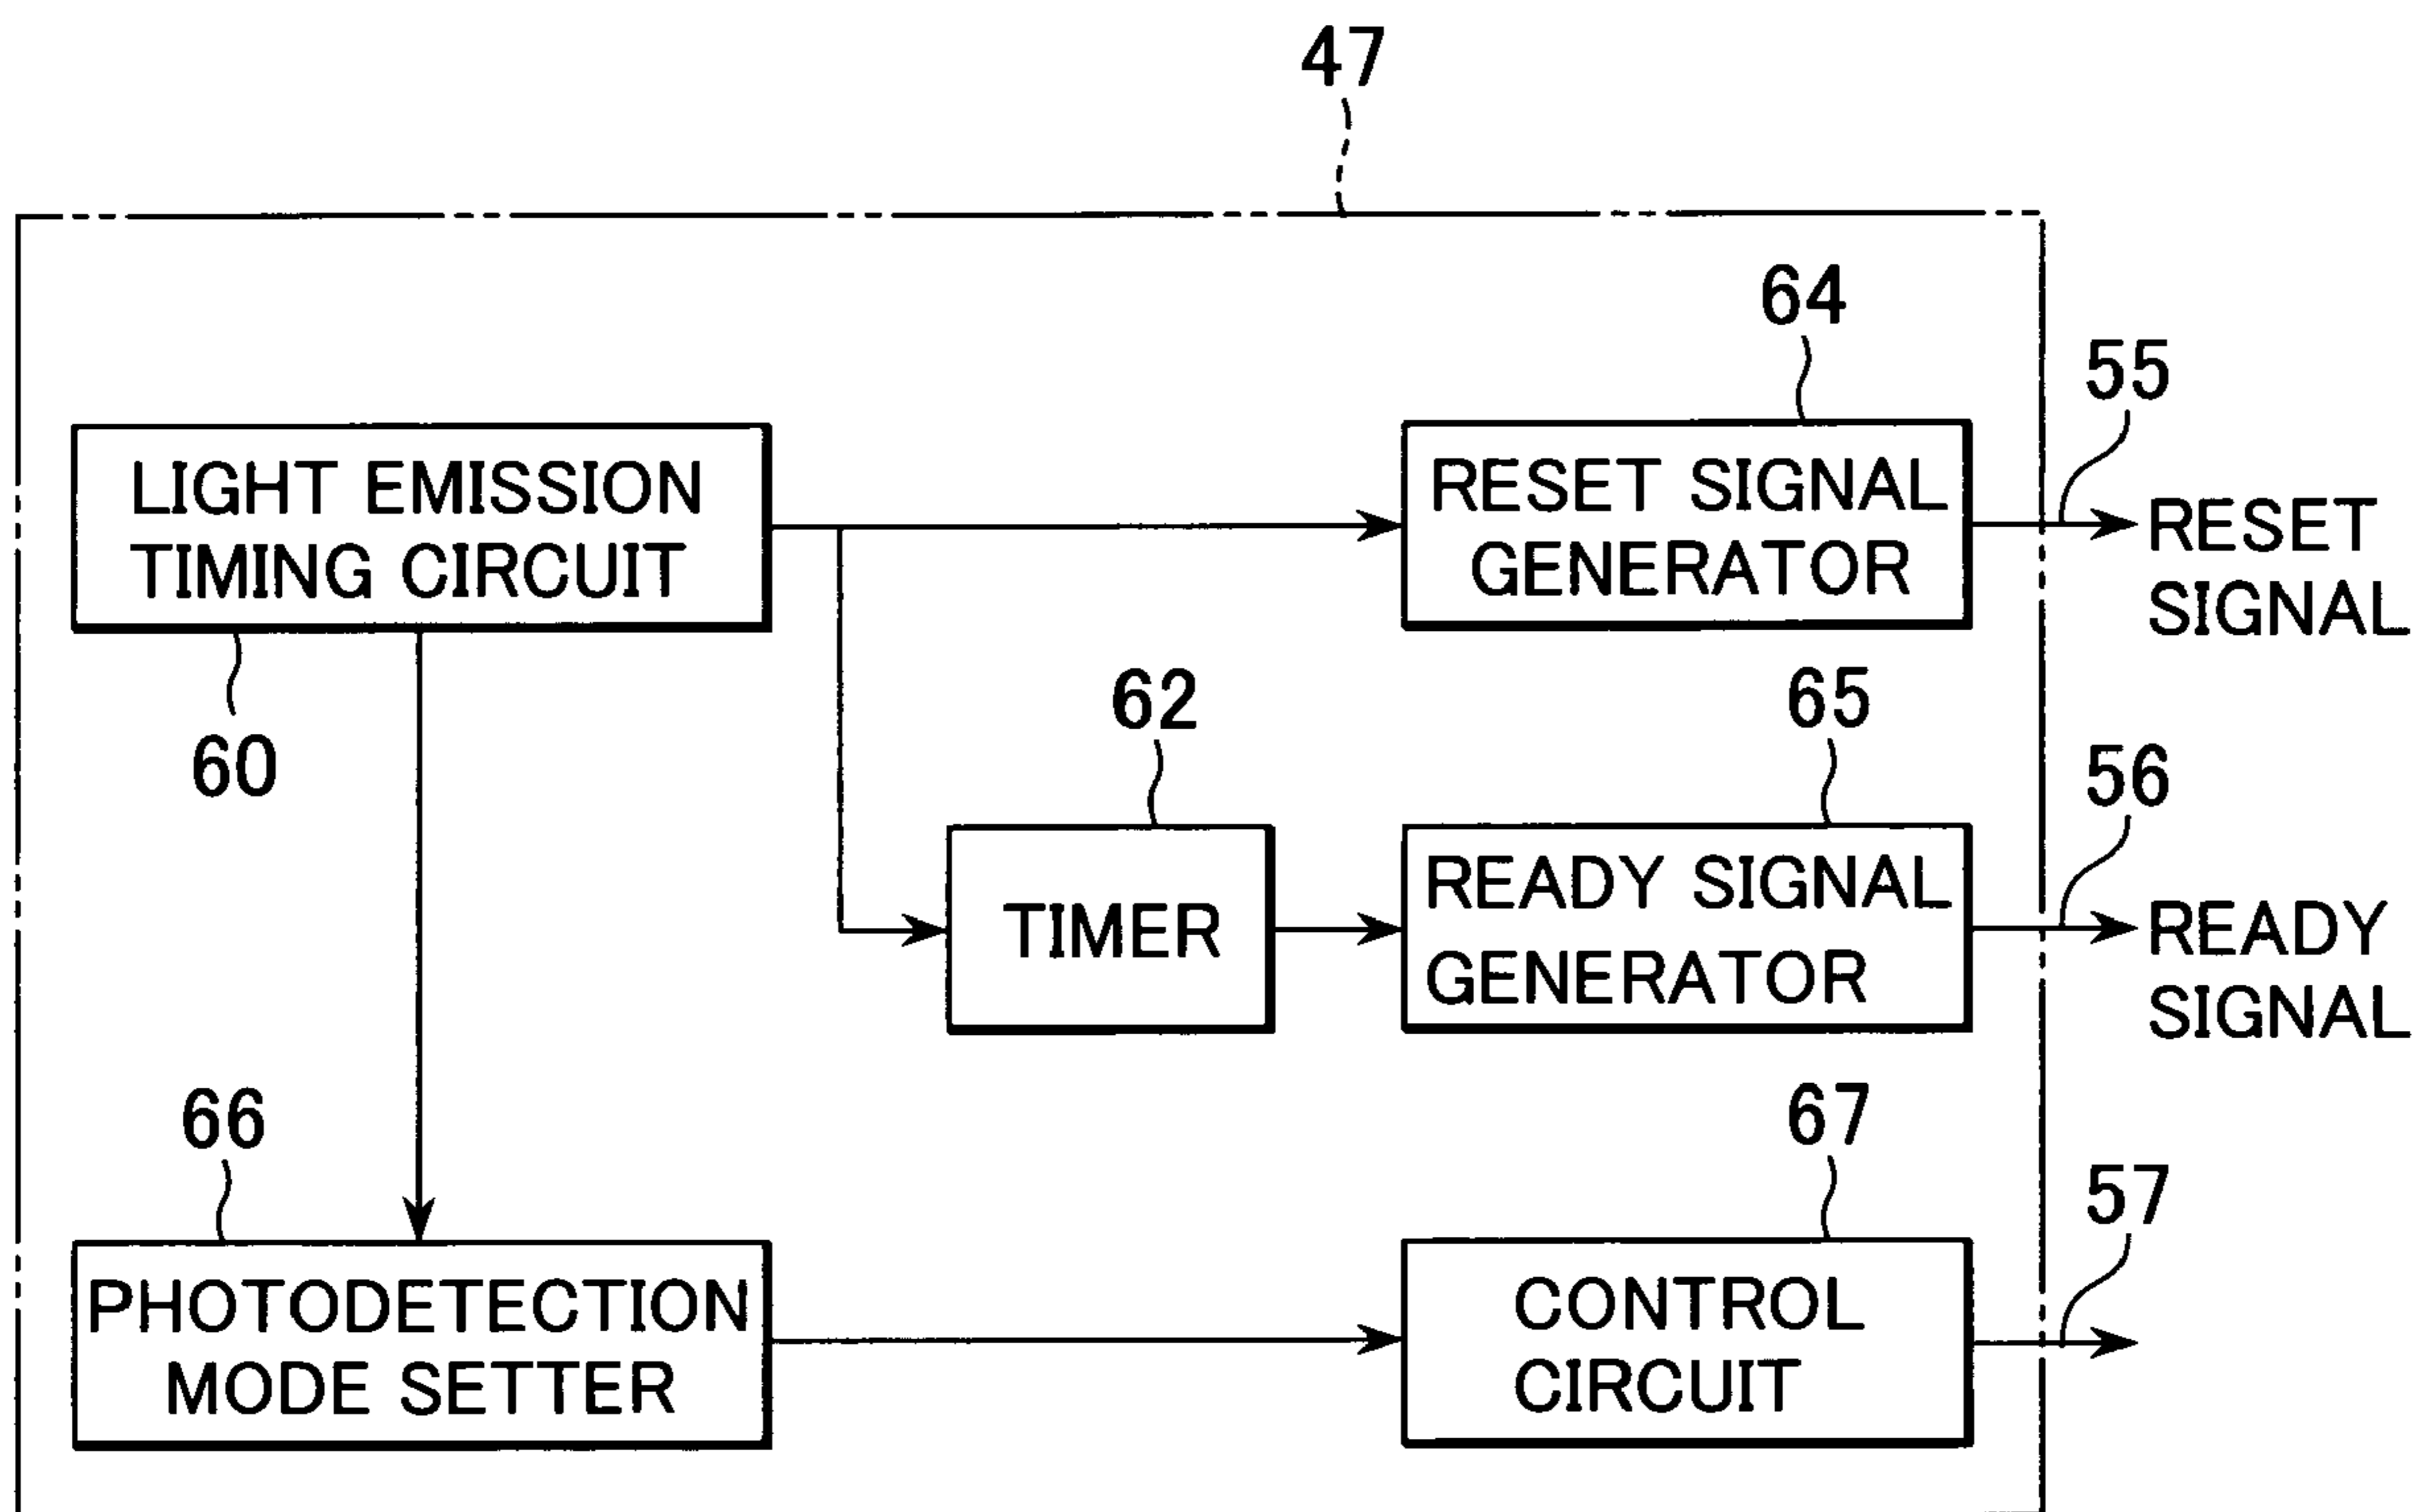 47
64
55
LIGHT EMISSION
TIMING CIRCUIT
RESET SIGNAL
GENERATOR
RESET
SIGNAL
60
62
65
56
TIMER
READY SIGNAL
GENERATOR
READY
SIGNAL
66
67
57
PHOTODETECTION
MODE SETTER
CONTROL
CIRCUIT